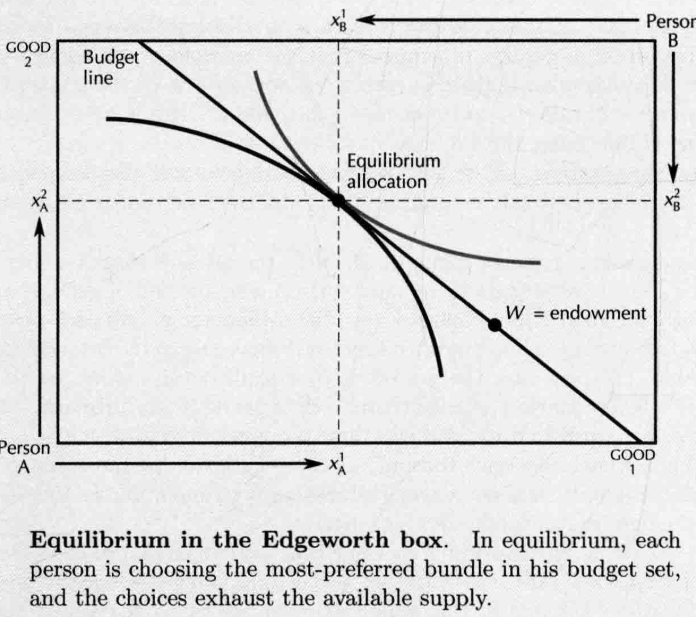 x_B^1
Person
B
GOOD
2
Budget
line
Equilibrium
allocation
x_A^2
x_B^2
W = endowment
Person
A
x_A^1
GOOD
1
Equilibrium in the Edgeworth box. In equilibrium, each
person is choosing the most-preferred bundle in his budget set,
and the choices exhaust the available supply.